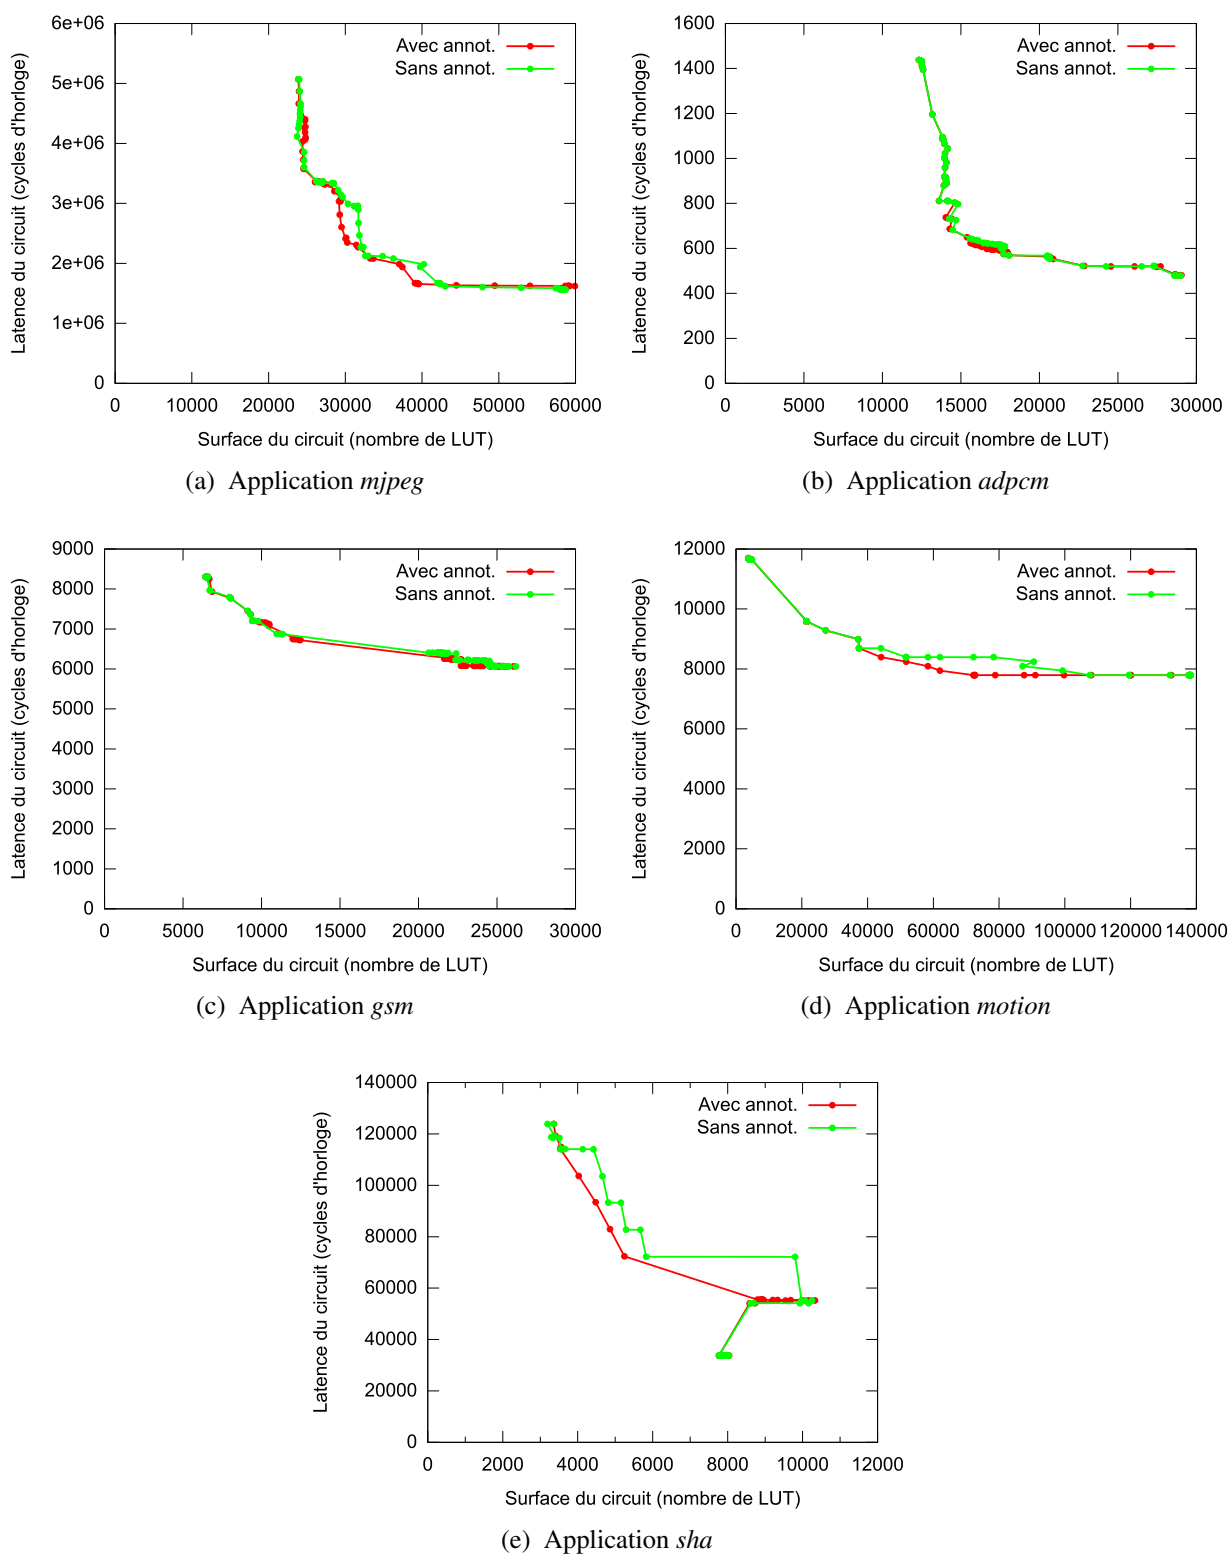 6e+06
5e+06
4e+06
3e+06
2e+06
1e+06
0
0 10000 20000 30000 40000 50000 60000
Latence du circuit (cycles d'horloge)
Surface du circuit (nombre de LUT)
Avec annot.
Sans annot.
(a) Application mjpeg
1600
1400
1200
1000
800
600
400
200
0
0 5000 10000 15000 20000 25000 30000
Latence du circuit (cycles d'horloge)
Surface du circuit (nombre de LUT)
Avec annot.
Sans annot.
(b) Application adpcm
9000
8000
7000
6000
5000
4000
3000
2000
1000
0
0 5000 10000 15000 20000 25000 30000
Latence du circuit (cycles d'horloge)
Surface du circuit (nombre de LUT)
Avec annot.
Sans annot.
(c) Application gsm
12000
10000
8000
6000
4000
2000
0
0 20000 40000 60000 80000 100000 120000 140000
Latence du circuit (cycles d'horloge)
Surface du circuit (nombre de LUT)
Avec annot.
Sans annot.
(d) Application motion
140000
120000
100000
80000
60000
40000
20000
0
0 2000 4000 6000 8000 10000 12000
Latence du circuit (cycles d'horloge)
Surface du circuit (nombre de LUT)
Avec annot.
Sans annot.
(e) Application sha